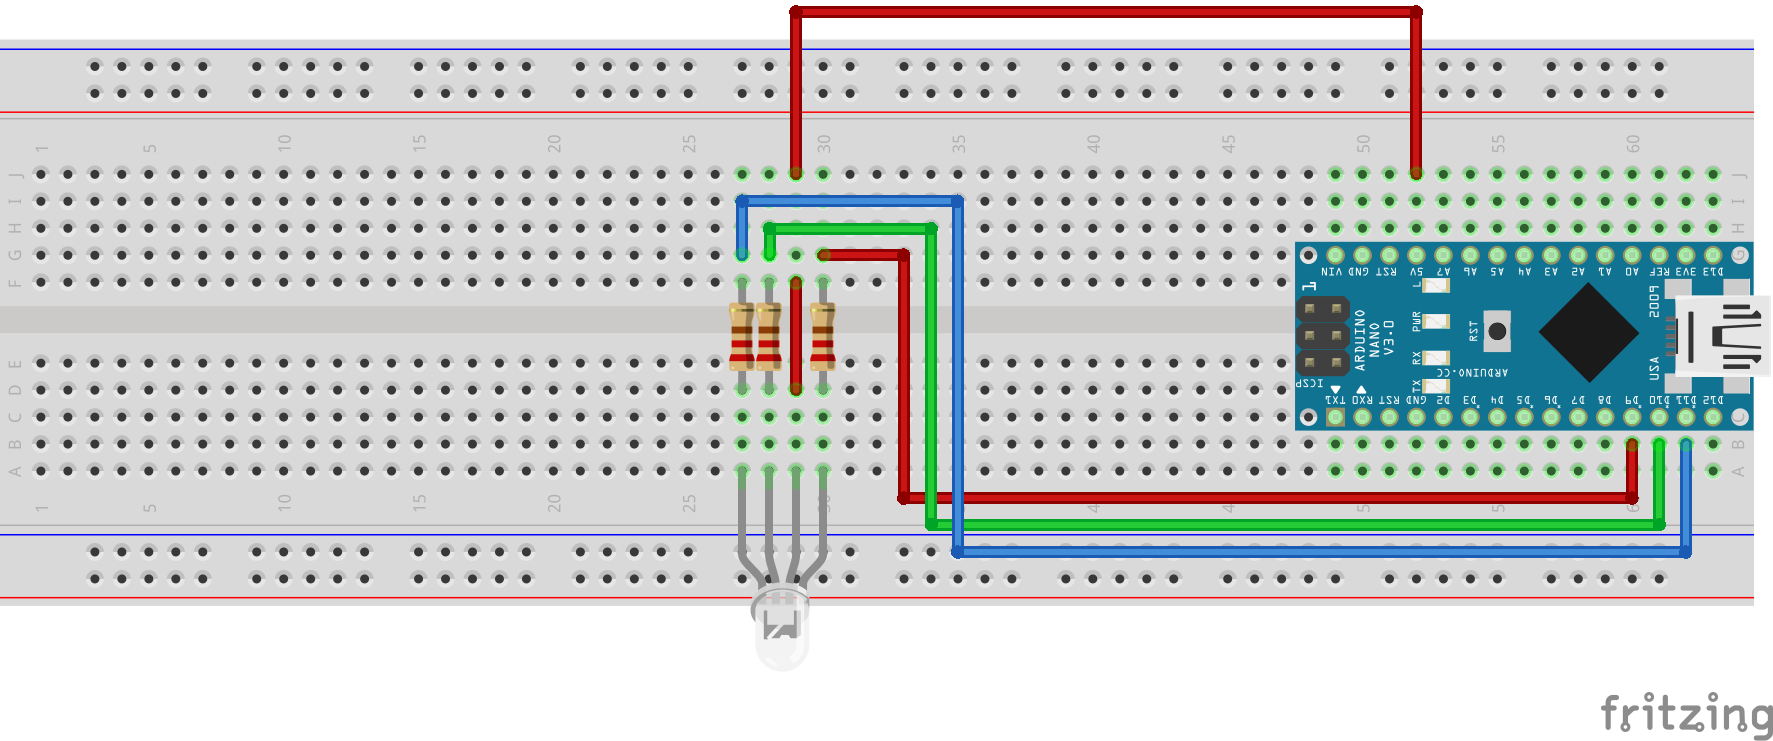 1 5 10 15 20 25 30 35 40 45 50 55 60
J J
I I
H H
G G
F
VIN GND RST 5V A7 A6 A5 A4 A3 A2 A1 A0 REF 3V3 D13
1
L
PWR
RX
TX
ARDUINO
NANO
V3.0
RST
2009
USA
ARDUINO.CC
ICSP
TX1 RX0 RST GND D2 D3 D4 D5 D6 D7 D8 D9 D10 D11 D12
E
D
C C
B B
A A
1 5 10 15 20 25
fritzing